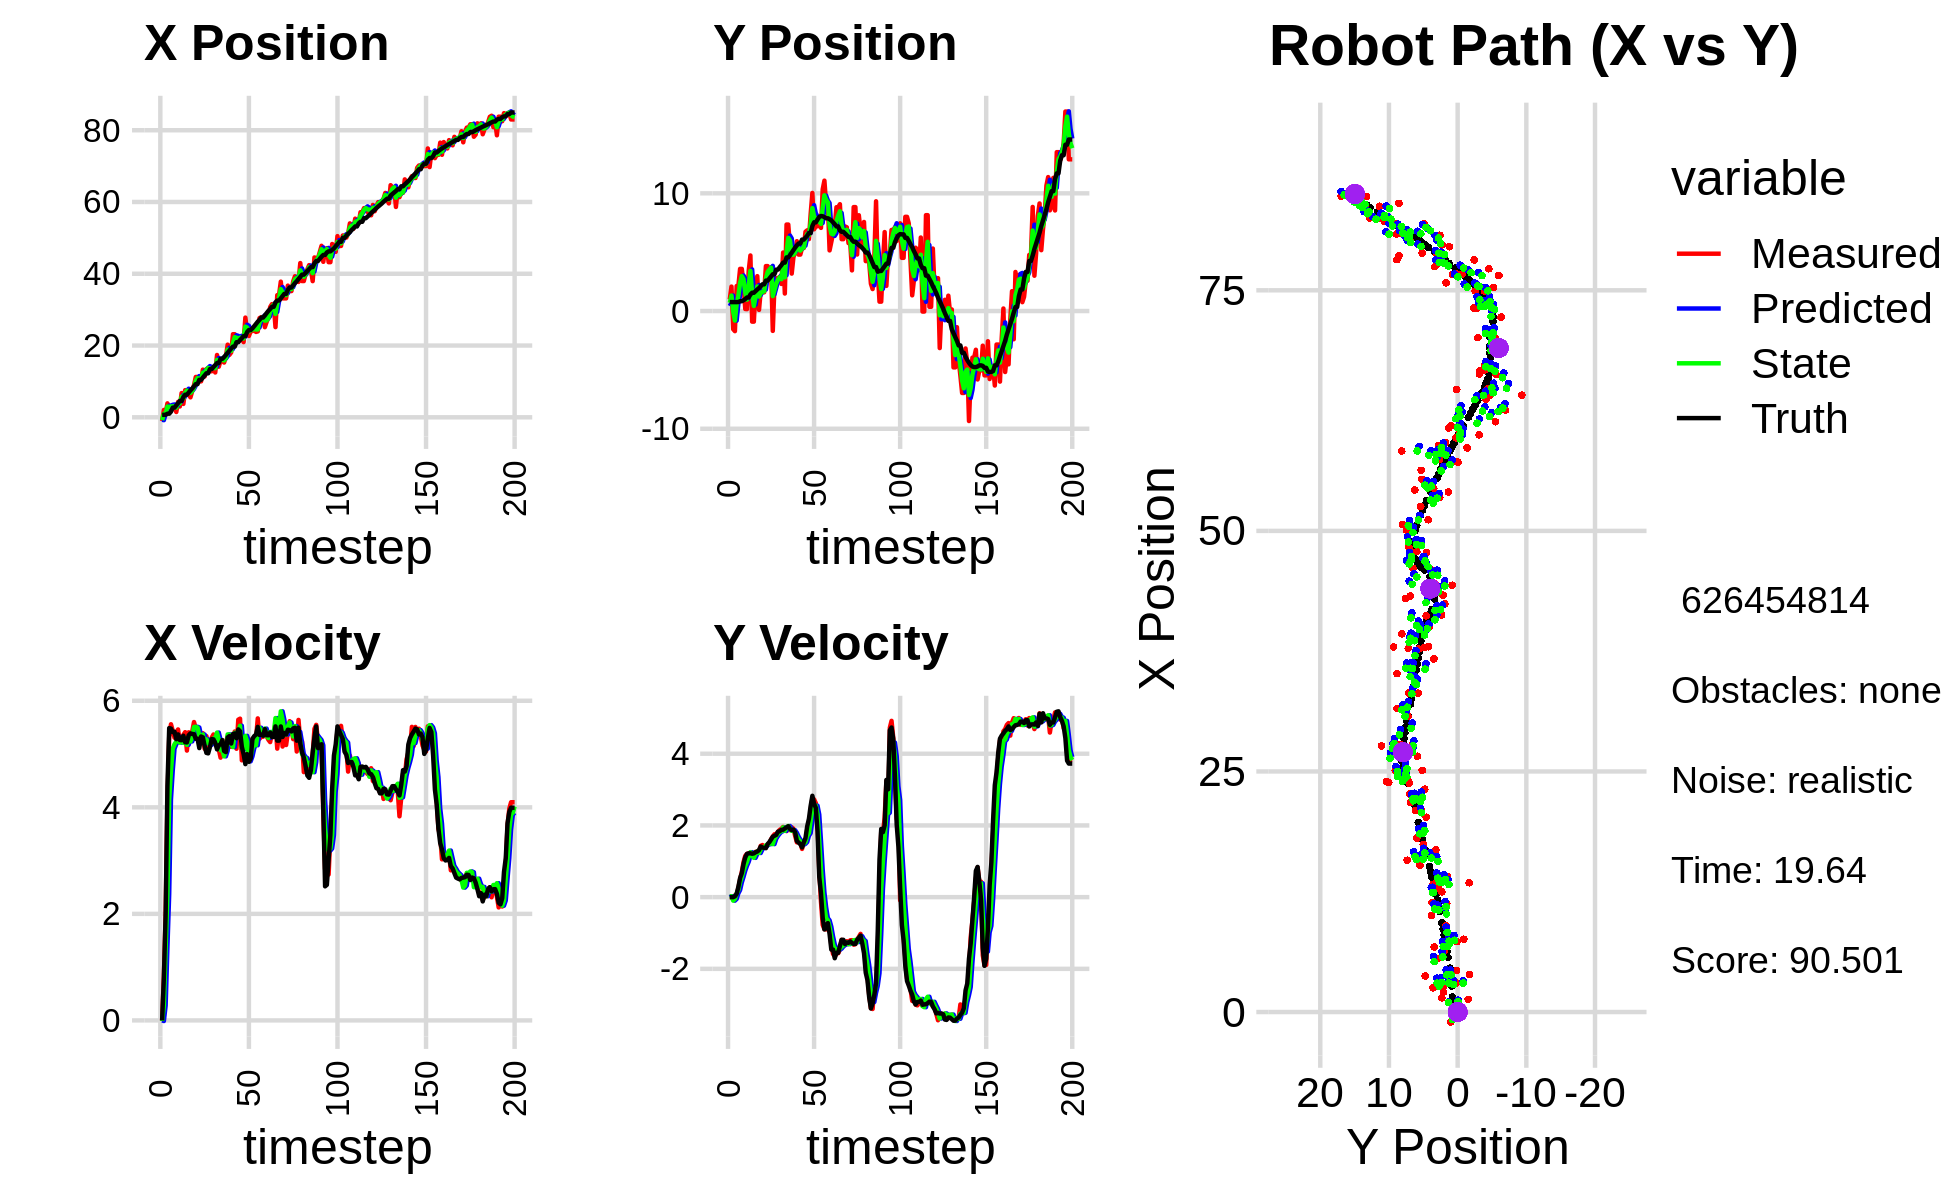 X Position
80
60
40
20
0
0
50
100
150
200
timestep
Y Position
10
0
-10
0
50
100
150
200
timestep
X Velocity
6
4
2
0
0
50
100
150
200
timestep
Y Velocity
4
2
0
-2
0
50
100
150
200
timestep
Robot Path (X vs Y)
X Position
75
50
25
0
20 10 0 -10 -20
Y Position
variable
Measured
Predicted
State
Truth
626454814
Obstacles: none
Noise: realistic
Time: 19.64
Score: 90.501